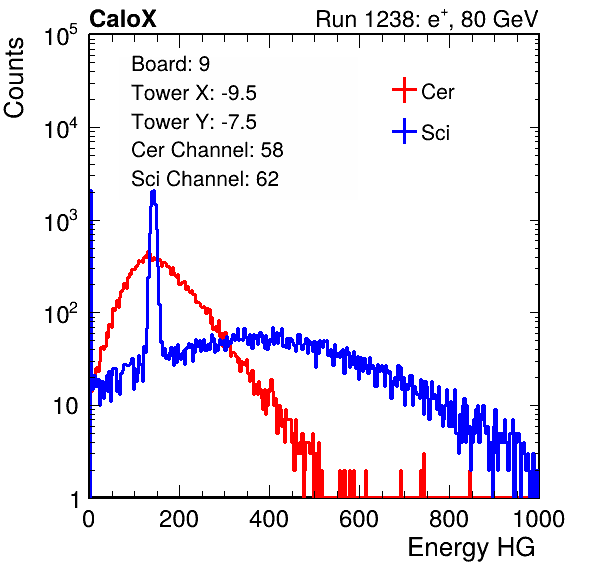 CaloX Run 1238: e⁺, 80 GeV
Counts
10⁵
10⁴
10³
10²
10
1
Board: 9
Tower X: -9.5
Tower Y: -7.5
Cer Channel: 58
Sci Channel: 62
Cer
Sci
0 200 400 600 800 1000
Energy HG